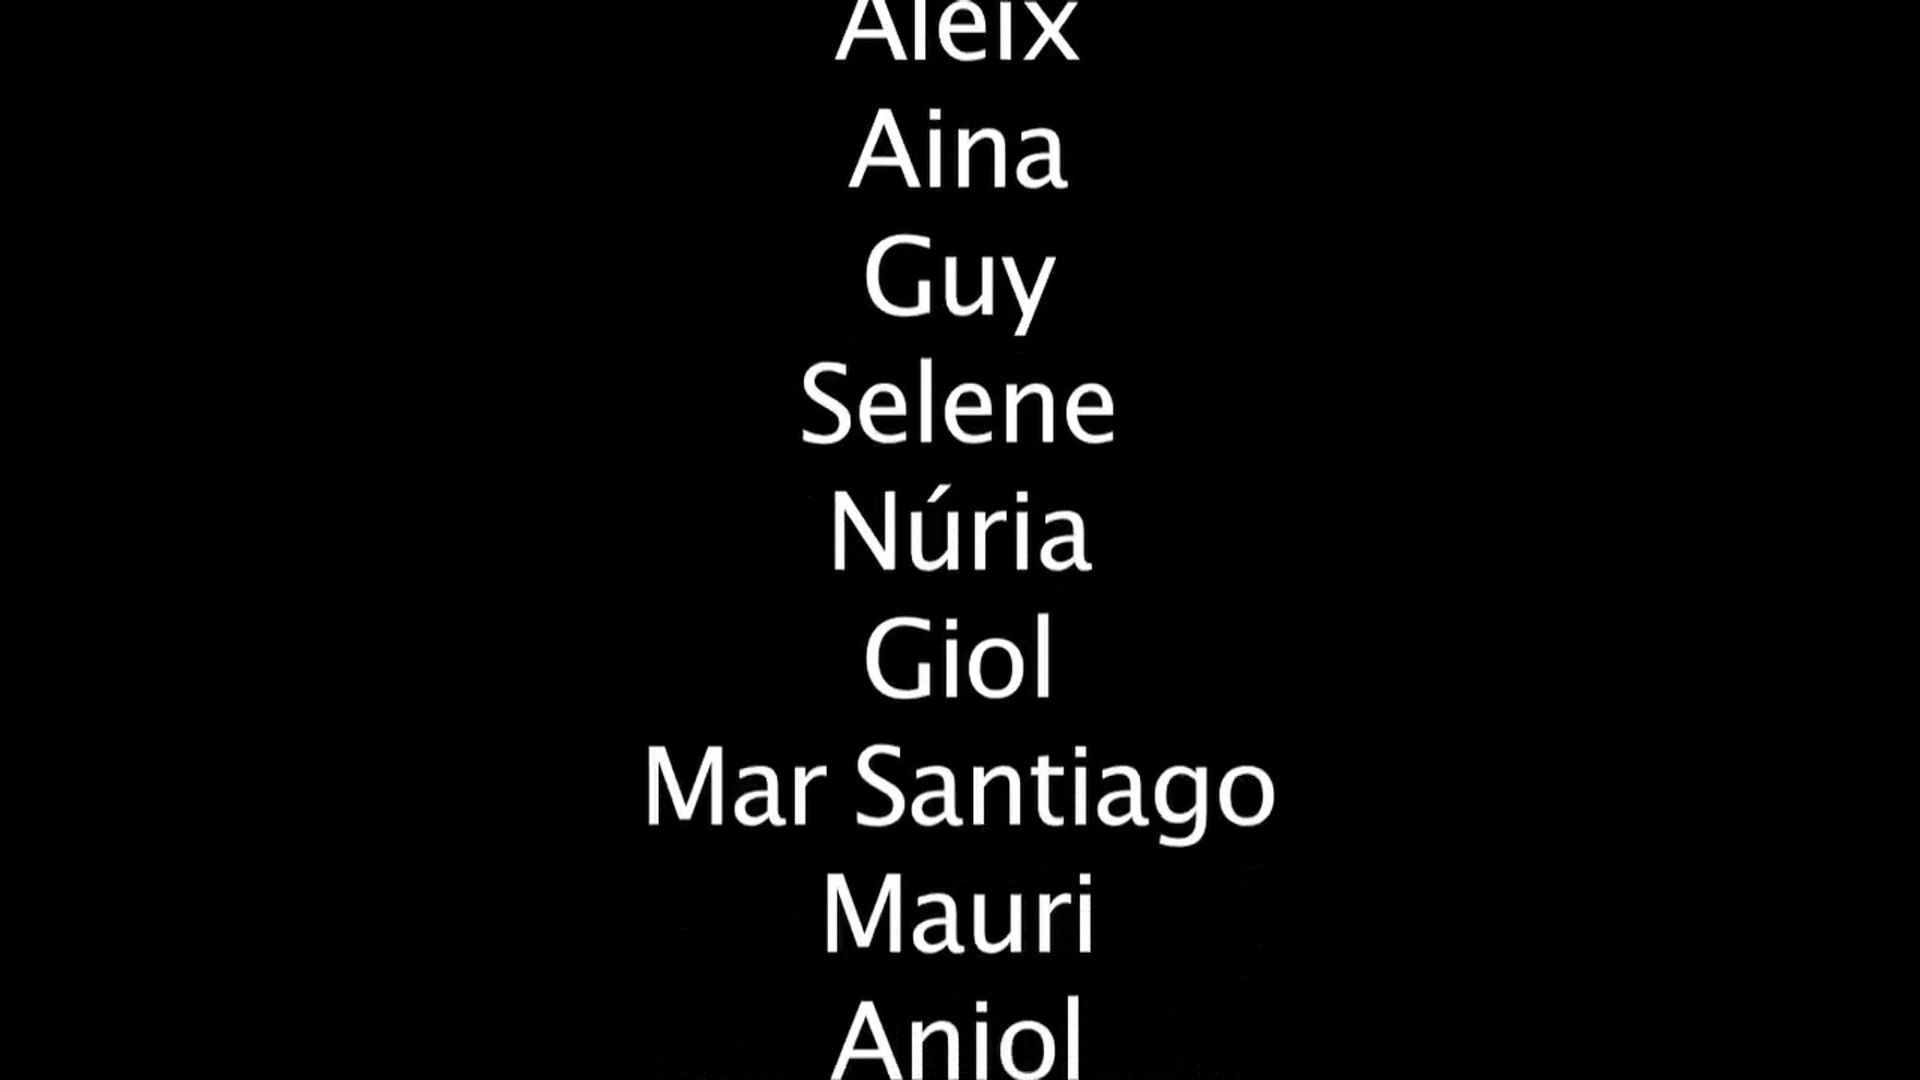 Aleix
Aina
Guy
Selene
Núria
Giol
Mar Santiago
Mauri
Aniol